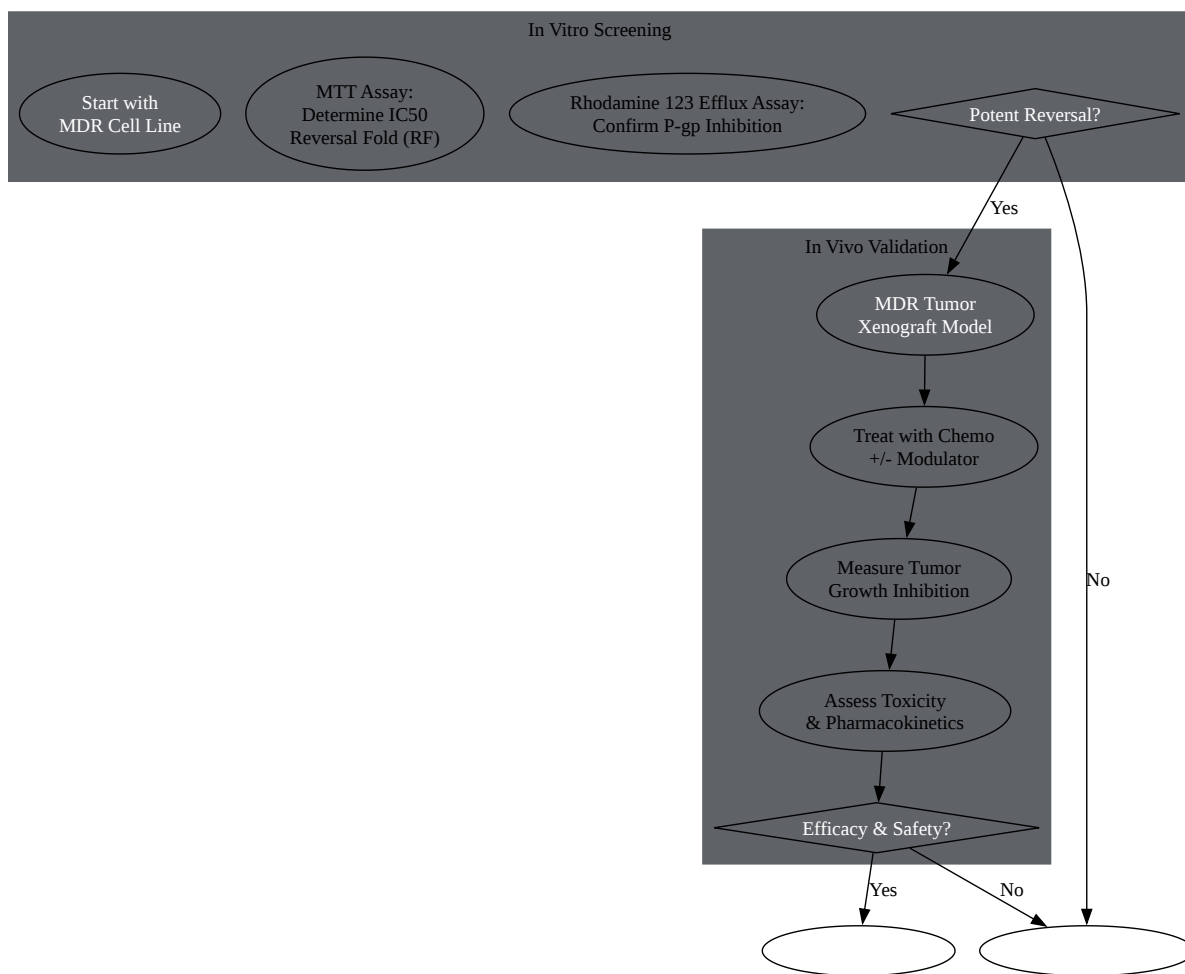 In Vitro Screening
Start with
MDR Cell Line
MTT Assay:
Determine IC50
Reversal Fold (RF)
Rhodamine 123 Efflux Assay:
Confirm P-gp Inhibition
Potent Reversal?
Yes
In Vivo Validation
MDR Tumor
Xenograft Model
Treat with Chemo
+/- Modulator
Measure Tumor
Growth Inhibition
No
Assess Toxicity
& Pharmacokinetics
Efficacy & Safety?
Yes
No